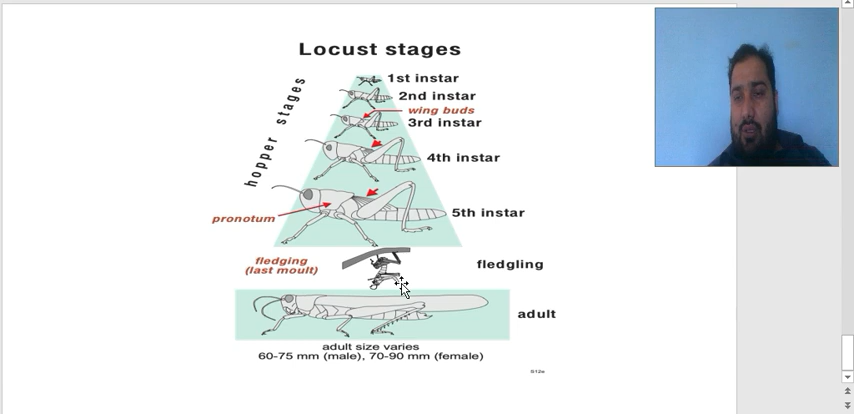 Locust stages
hopper stages
1st instar
2nd instar
wing buds
3rd instar
4th instar
5th instar
pronotum
fledging
(last moult)
fledgling
adult
adult size varies
60-75 mm (male), 70-90 mm (female)